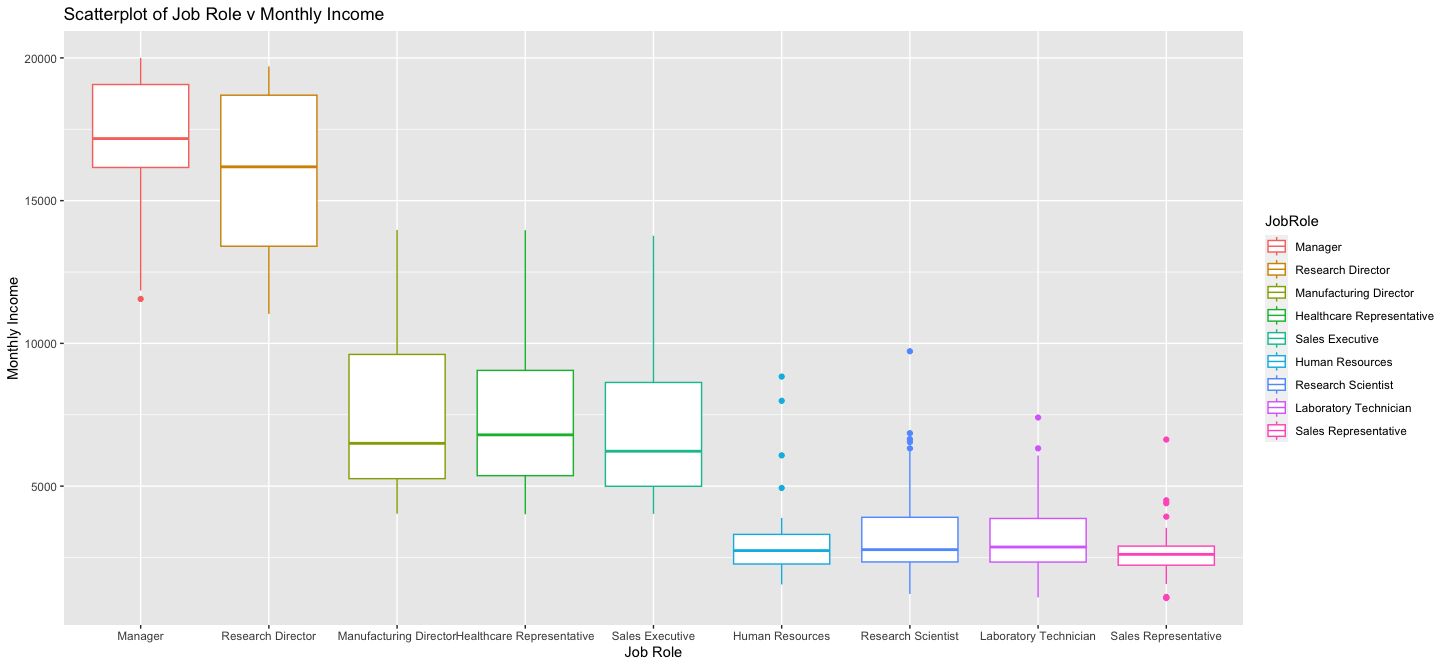 Scatterplot of Job Role v Monthly Income
Monthly Income
20000
15000
10000
5000
Manager
Research Director
Manufacturing Director
Healthcare Representative
Sales Executive
Human Resources
Research Scientist
Laboratory Technician
Sales Representative
Job Role
JobRole
Manager
Research Director
Manufacturing Director
Healthcare Representative
Sales Executive
Human Resources
Research Scientist
Laboratory Technician
Sales Representative